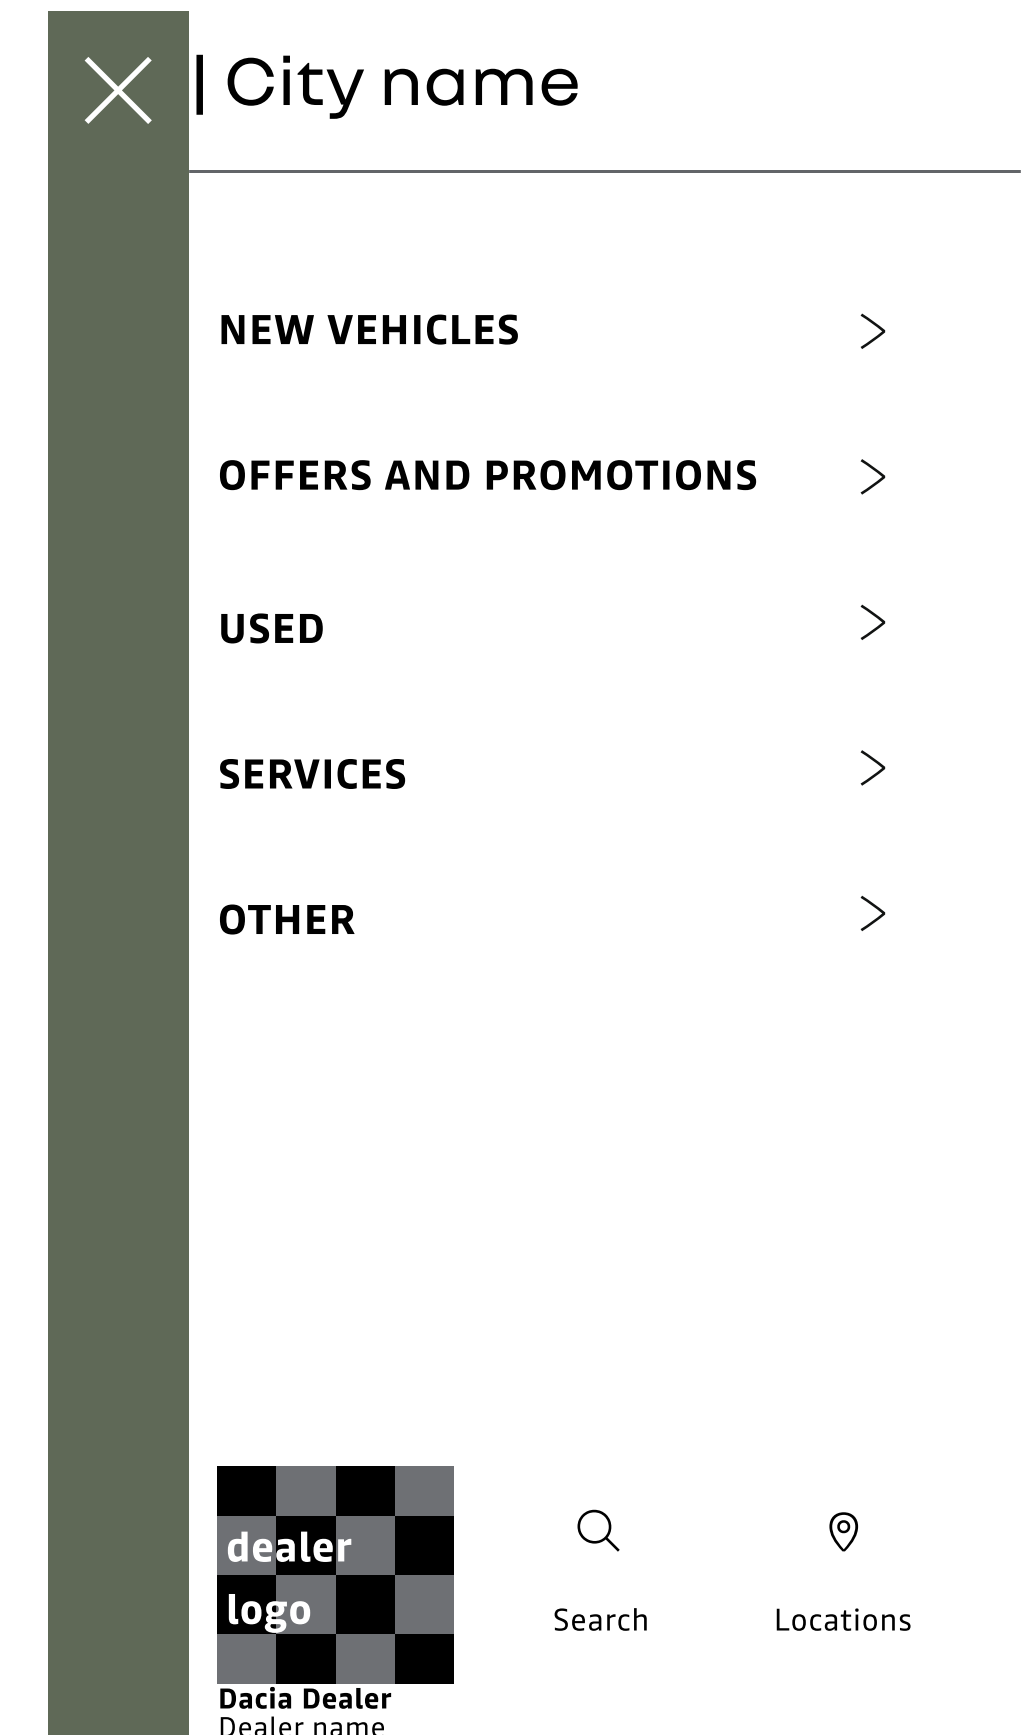 | City name
NEW VEHICLES
OFFERS AND PROMOTIONS
USED
SERVICES
OTHER
dealer
logo
Search
Locations
Dacia Dealer
Dealer name